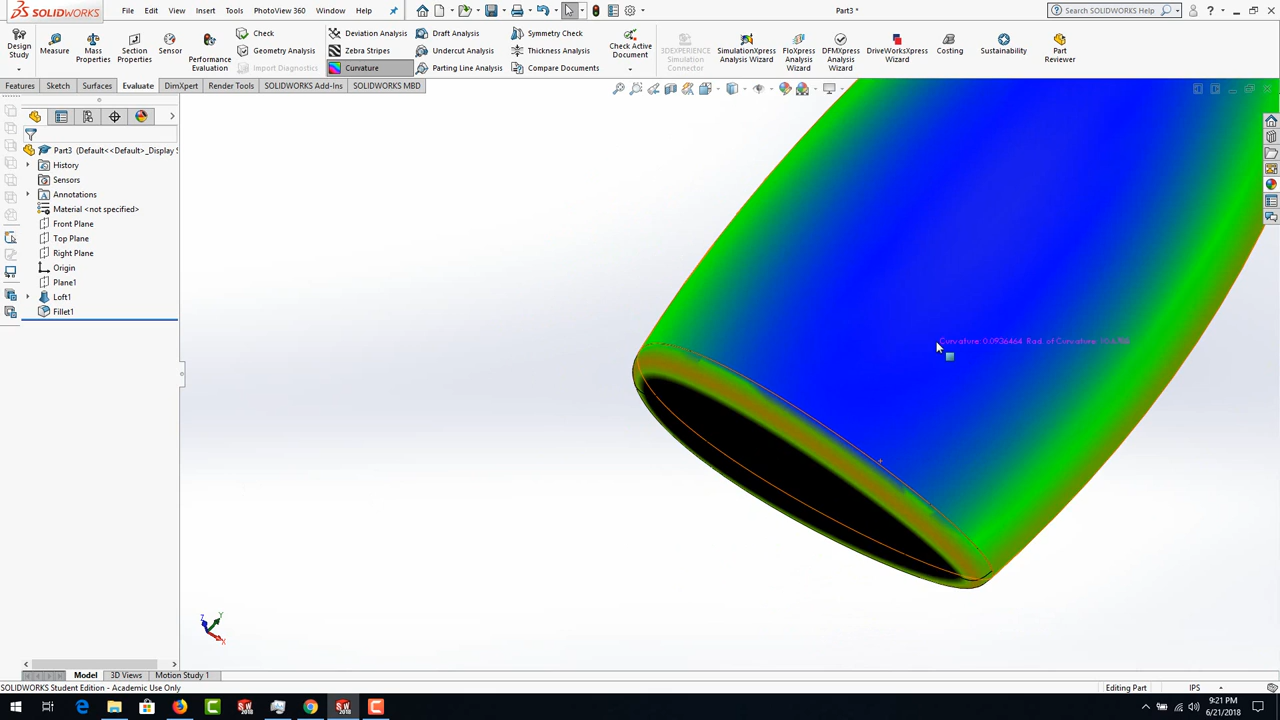 SOLIDWORKS File Edit View Insert Tools PhotoView 360 Window Help Part3 * Search SOLIDWORKS Help
Design Study
Measure
Mass Properties
Section Properties
Sensor
Performance Evaluation
Check
Geometry Analysis
Import Diagnostics
Deviation Analysis
Zebra Stripes
Curvature
Draft Analysis
Undercut Analysis
Parting Line Analysis
Symmetry Check
Thickness Analysis
Compare Documents
Check Active Document
3DEXPERIENCE Simulation Connector
SimulationXpress Analysis Wizard
FloXpress Analysis Wizard
DFMXpress Analysis Wizard
DriveWorksXpress Wizard
Costing
Sustainability
Part Reviewer
Features Sketch Surfaces Evaluate DimXpert Render Tools SOLIDWORKS Add-Ins SOLIDWORKS MBD
Part3 (Default<<Default>_Display S
History
Sensors
Annotations
Material <not specified>
Front Plane
Top Plane
Right Plane
Origin
Plane1
Loft1
Fillet1
Curvature: 0.0936464 Rad. of Curvature:
Z Y X
Model 3D Views Motion Study 1
SOLIDWORKS Student Edition - Academic Use Only Editing Part IPS
9:21 PM
6/21/2018